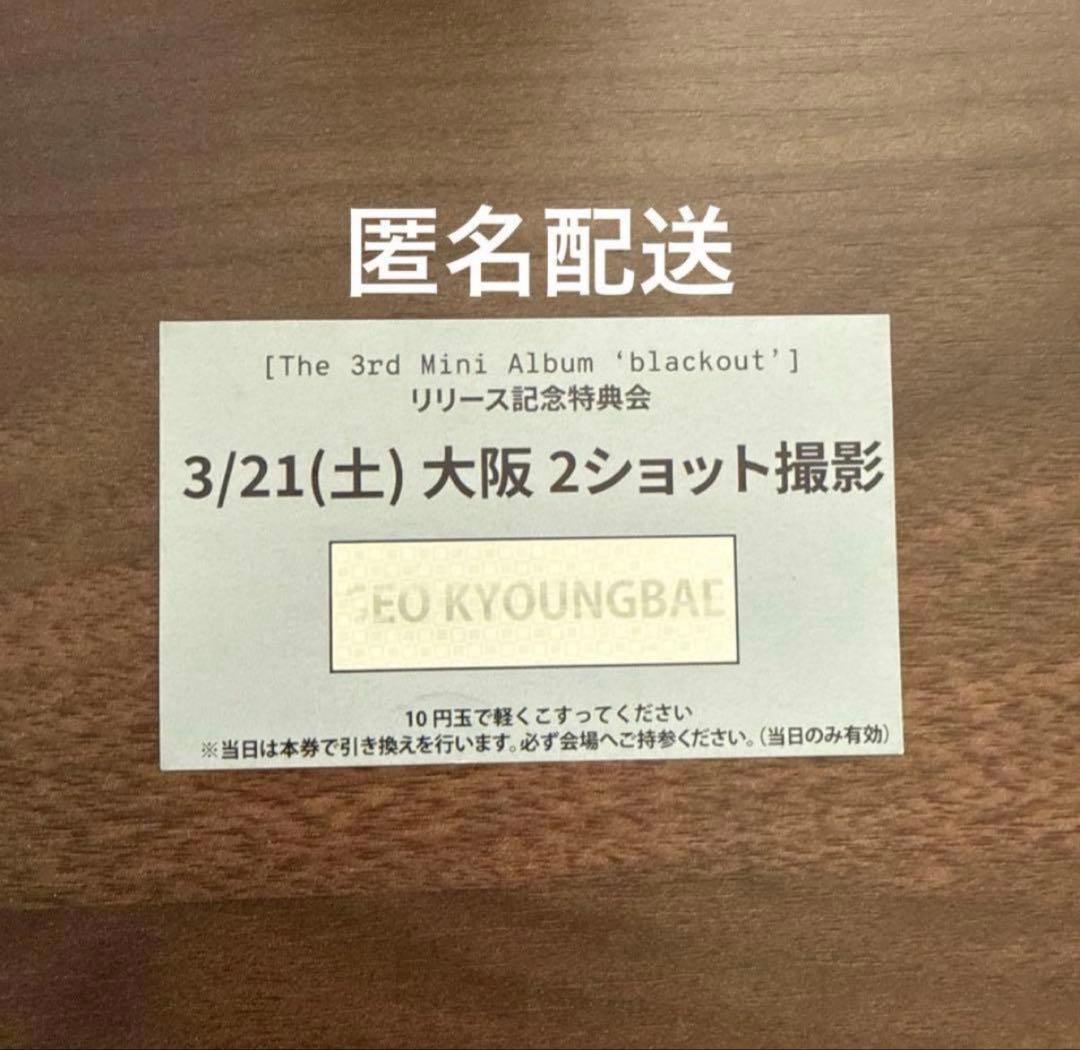 匿名配送
[The 3rd Mini Album ‘blackout’]
リリース記念特典会
3/21(土) 大阪 2ショット撮影
SEO KYOUNGBAE
10円玉で軽くこすってください
※当日は本券で引き換えを行います。必ず会場へご持参ください。(当日のみ有効)